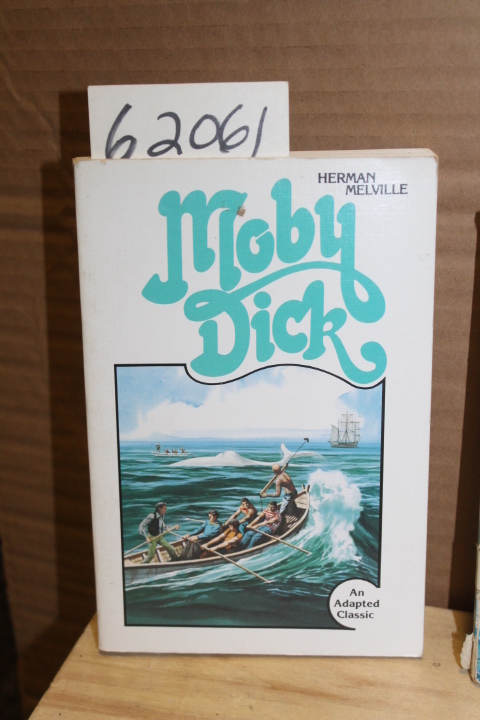 62061
HERMAN
MELVILLE
Moby
Dick
An
Adapted
Classic